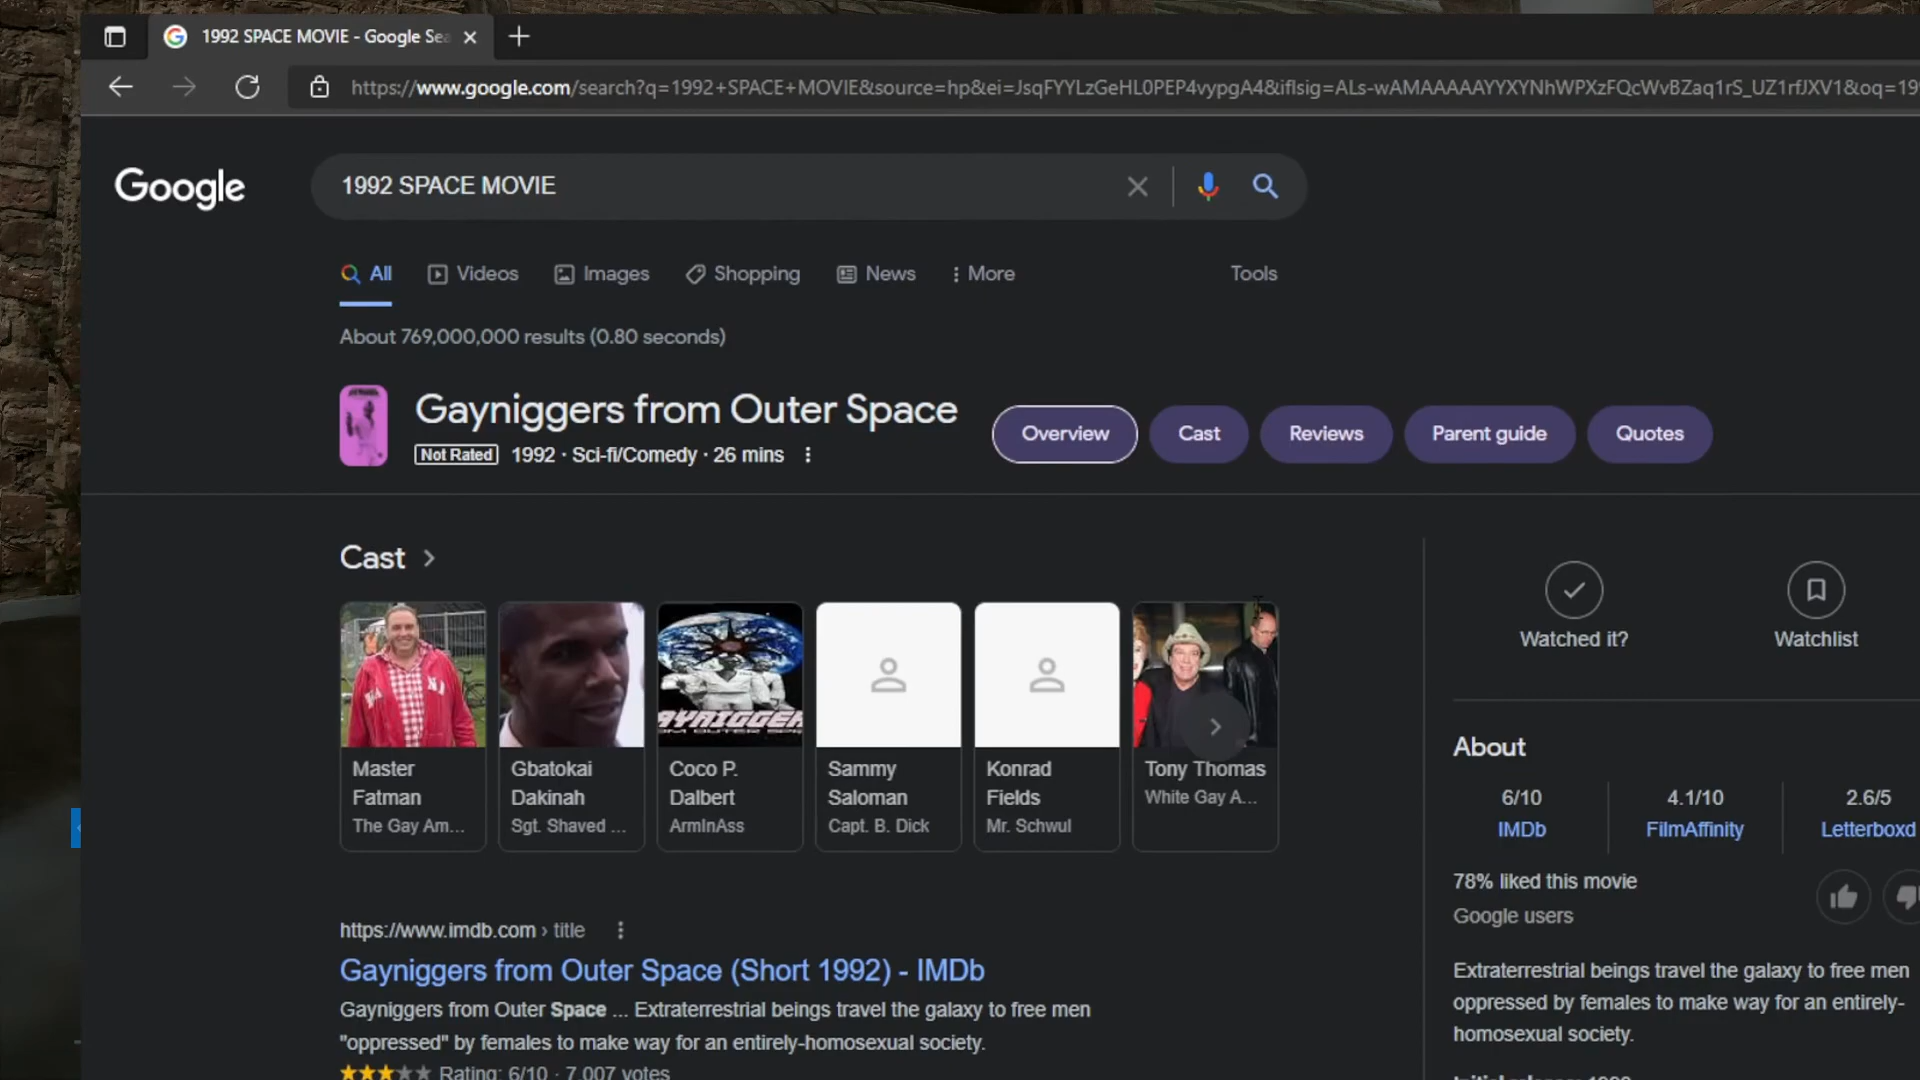 1992 SPACE MOVIE - Google Sea
https://www.google.com/search?q=1992+SPACE+MOVIE&source=hp&ei=JsqFYYLzGeHL0PEP4vypgA4&iflsig=ALs-wAMAAAAAYYXYNhWPXzFQcWvBZaq1rS_UZ1rfJXV1&oq=199
Google
1992 SPACE MOVIE
All Videos Images Shopping News More Tools
About 769,000,000 results (0.80 seconds)
Gayniggers from Outer Space
Not Rated 1992 · Sci-fi/Comedy · 26 mins
Overview Cast Reviews Parent guide Quotes
Cast
Master Fatman
The Gay Am...
Gbatokai Dakinah
Sgt. Shaved ...
Coco P. Dalbert
ArmInAss
Sammy Saloman
Capt. B. Dick
Konrad Fields
Mr. Schwul
Tony Thomas
White Gay A...
https://www.imdb.com › title
Gayniggers from Outer Space (Short 1992) - IMDb
Gayniggers from Outer Space ... Extraterrestrial beings travel the galaxy to free men
"oppressed" by females to make way for an entirely-homosexual society.
Rating: 6/10 · 7,007 votes
Watched it?
Watchlist
About
6/10 4.1/10 2.6/5
IMDb FilmAffinity Letterboxd
78% liked this movie
Google users
Extraterrestrial beings travel the galaxy to free men
oppressed by females to make way for an entirely-
homosexual society.